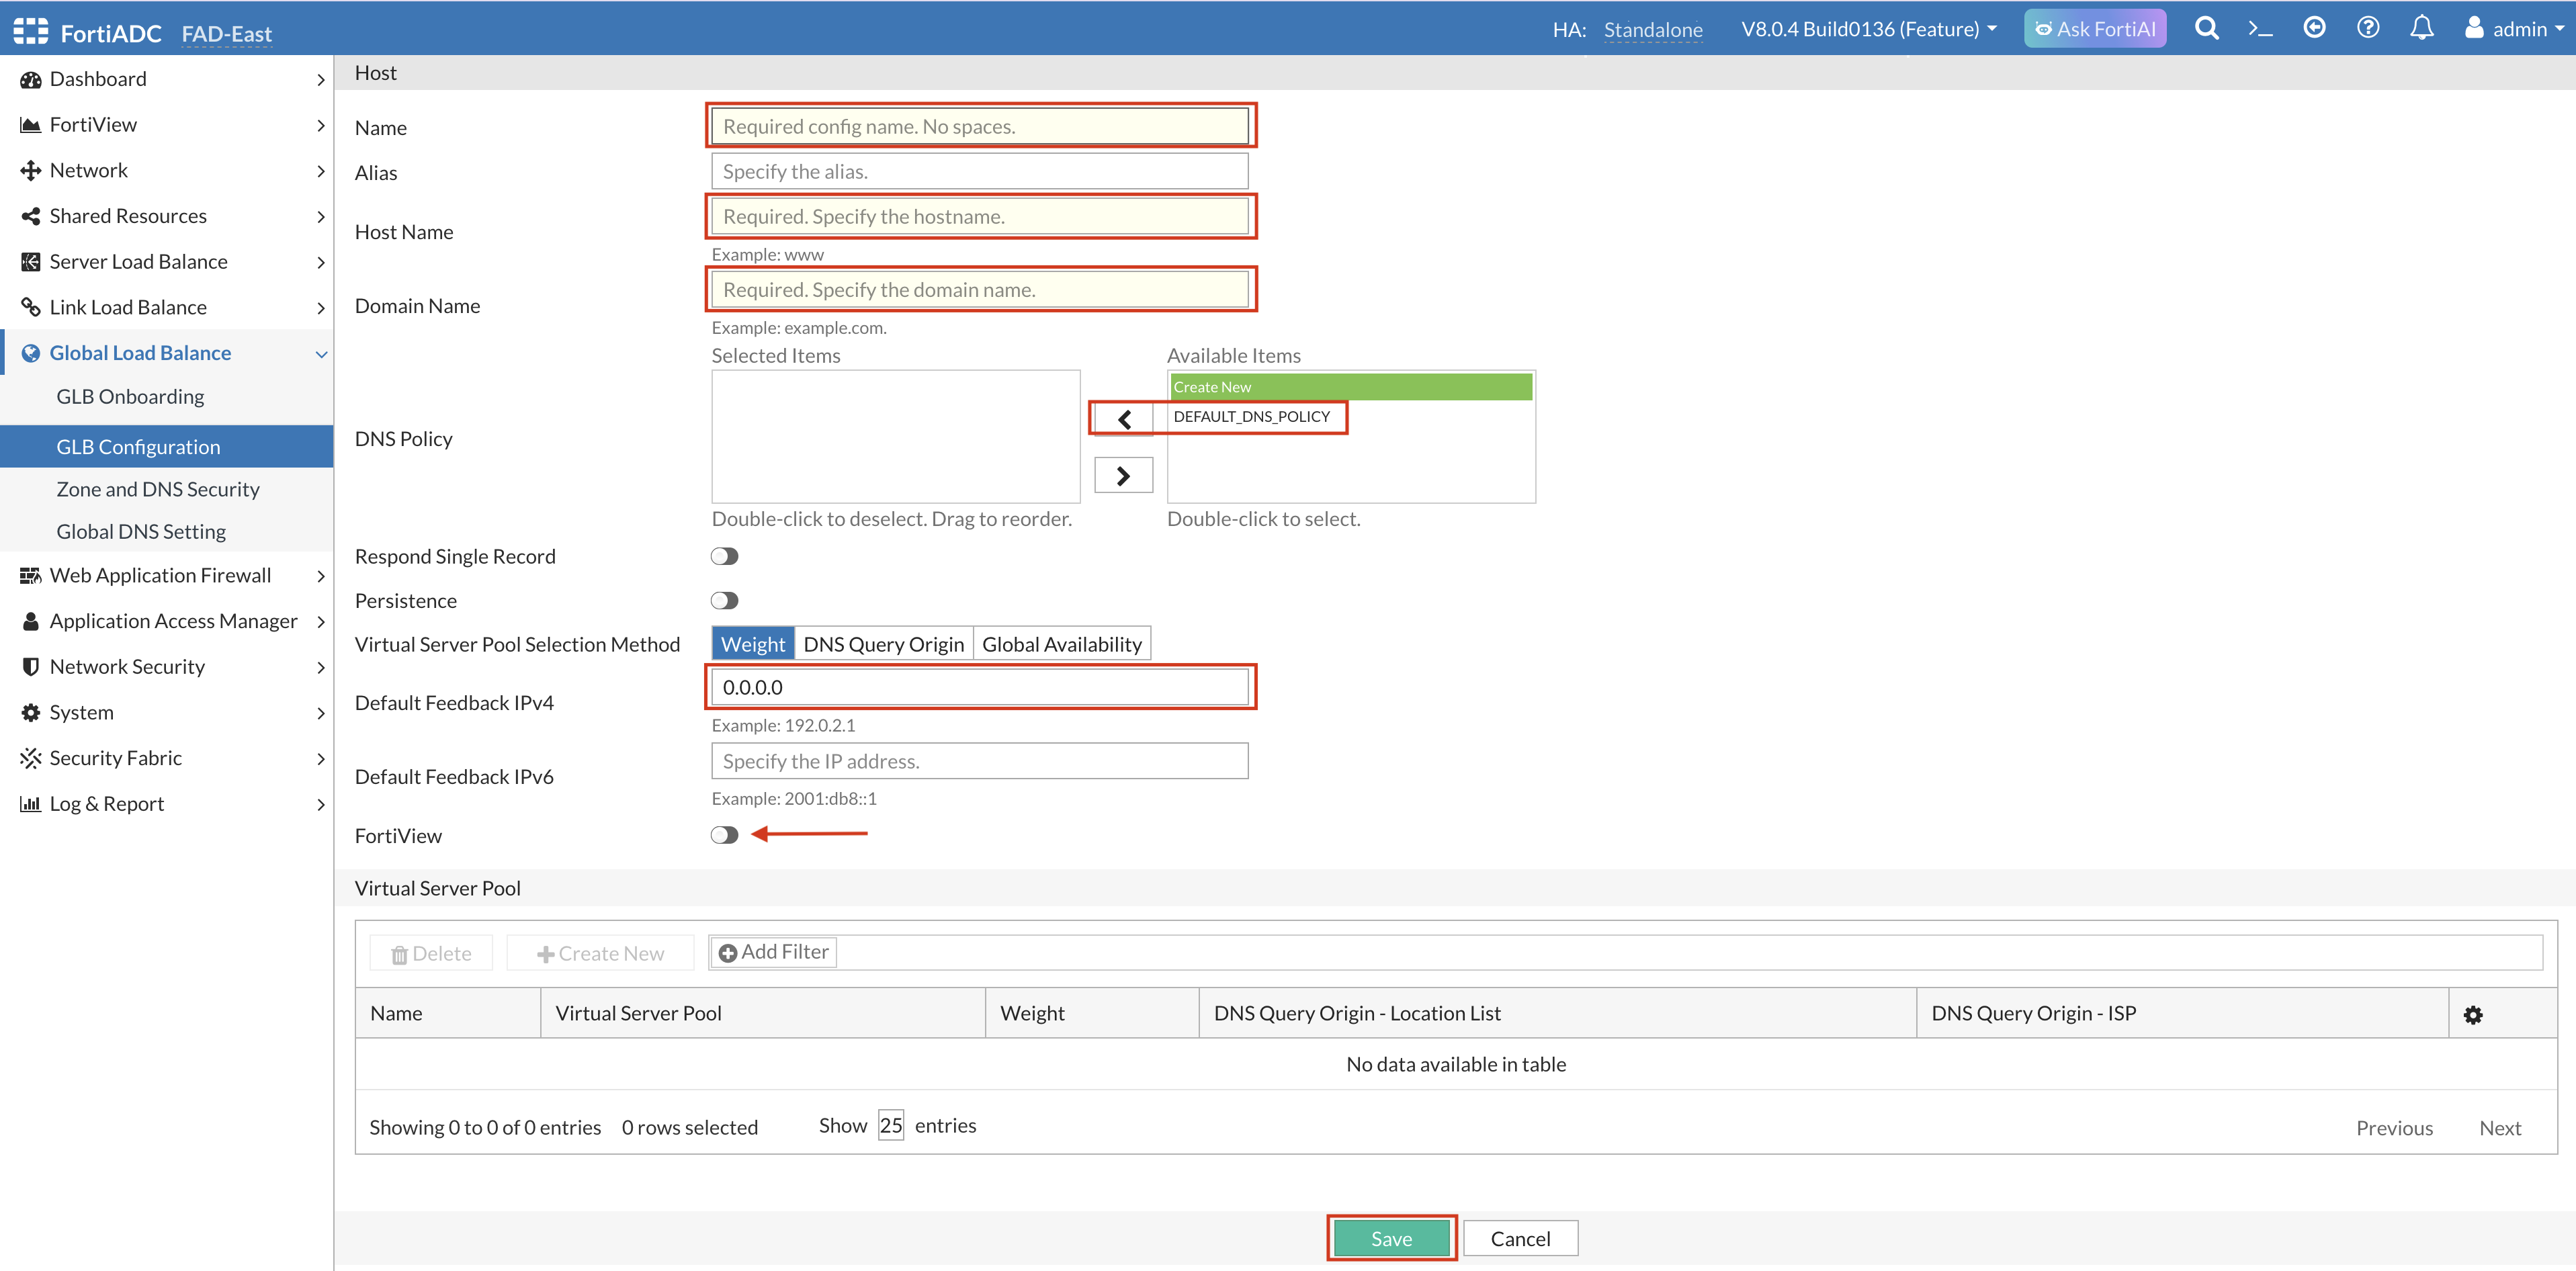 FortiADC FAD-East
HA: Standalone V8.0.4 Build0136 (Feature) Ask FortiAI admin
Dashboard
FortiView
Network
Shared Resources
Server Load Balance
Link Load Balance
Global Load Balance
GLB Onboarding
GLB Configuration
Zone and DNS Security
Global DNS Setting
Web Application Firewall
Application Access Manager
Network Security
System
Security Fabric
Log & Report
Host
Name
Required config name. No spaces.
Alias
Specify the alias.
Host Name
Required. Specify the hostname.
Example: www
Domain Name
Required. Specify the domain name.
Example: example.com.
Selected Items Available Items
Create New
DEFAULT_DNS_POLICY
DNS Policy
Double-click to deselect. Drag to reorder. Double-click to select.
Respond Single Record
Persistence
Virtual Server Pool Selection Method Weight DNS Query Origin Global Availability
Default Feedback IPv4
0.0.0.0
Example: 192.0.2.1
Default Feedback IPv6
Specify the IP address.
Example: 2001:db8::1
FortiView
Virtual Server Pool
Delete Create New Add Filter
Name Virtual Server Pool Weight DNS Query Origin - Location List DNS Query Origin - ISP
No data available in table
Showing 0 to 0 of 0 entries 0 rows selected Show 25 entries Previous Next
Save Cancel